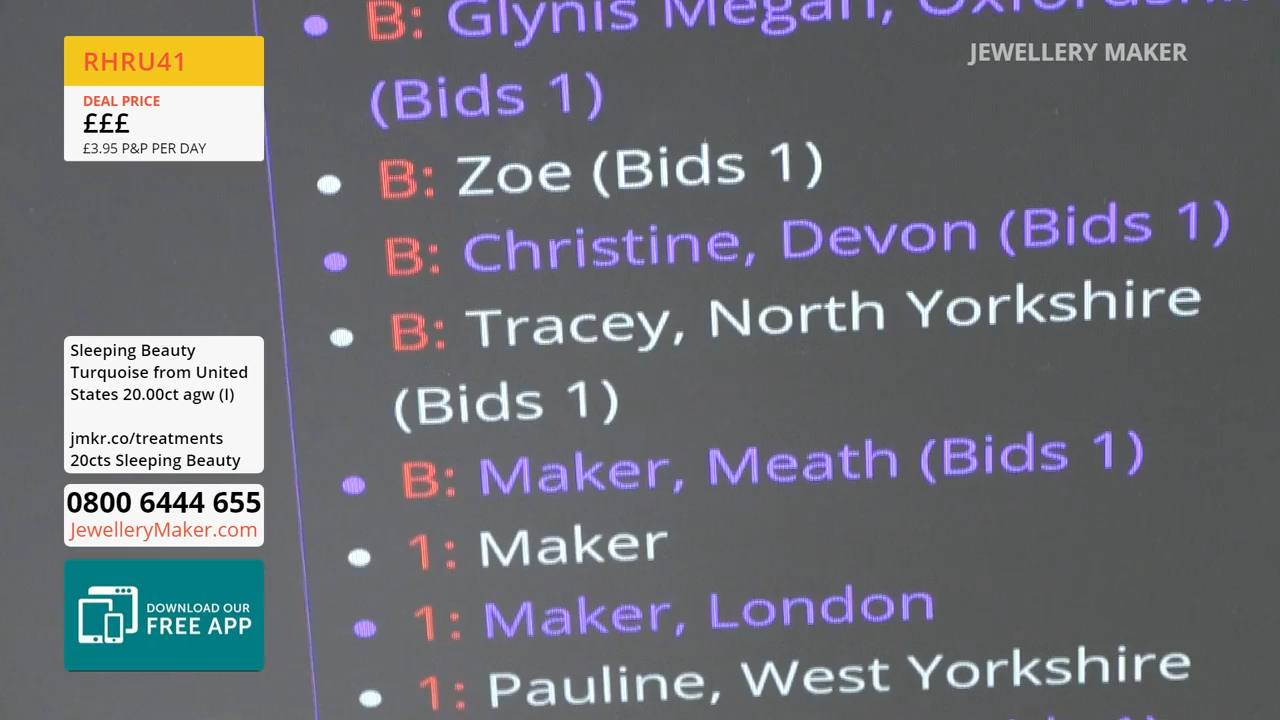 RHRU41
DEAL PRICE
£££
£3.95 P&P PER DAY
Sleeping Beauty
Turquoise from United
States 20.00ct agw (I)
jmkr.co/treatments
20cts Sleeping Beauty
0800 6444 655
JewelleryMaker.com
DOWNLOAD OUR
FREE APP
JEWELLERY MAKER
B: Glynis Megan,
(Bids 1)
B: Zoe (Bids 1)
B: Christine, Devon (Bids 1)
B: Tracey, North Yorkshire
(Bids 1)
B: Maker, Meath (Bids 1)
1: Maker
1: Maker, London
1: Pauline, West Yorkshire